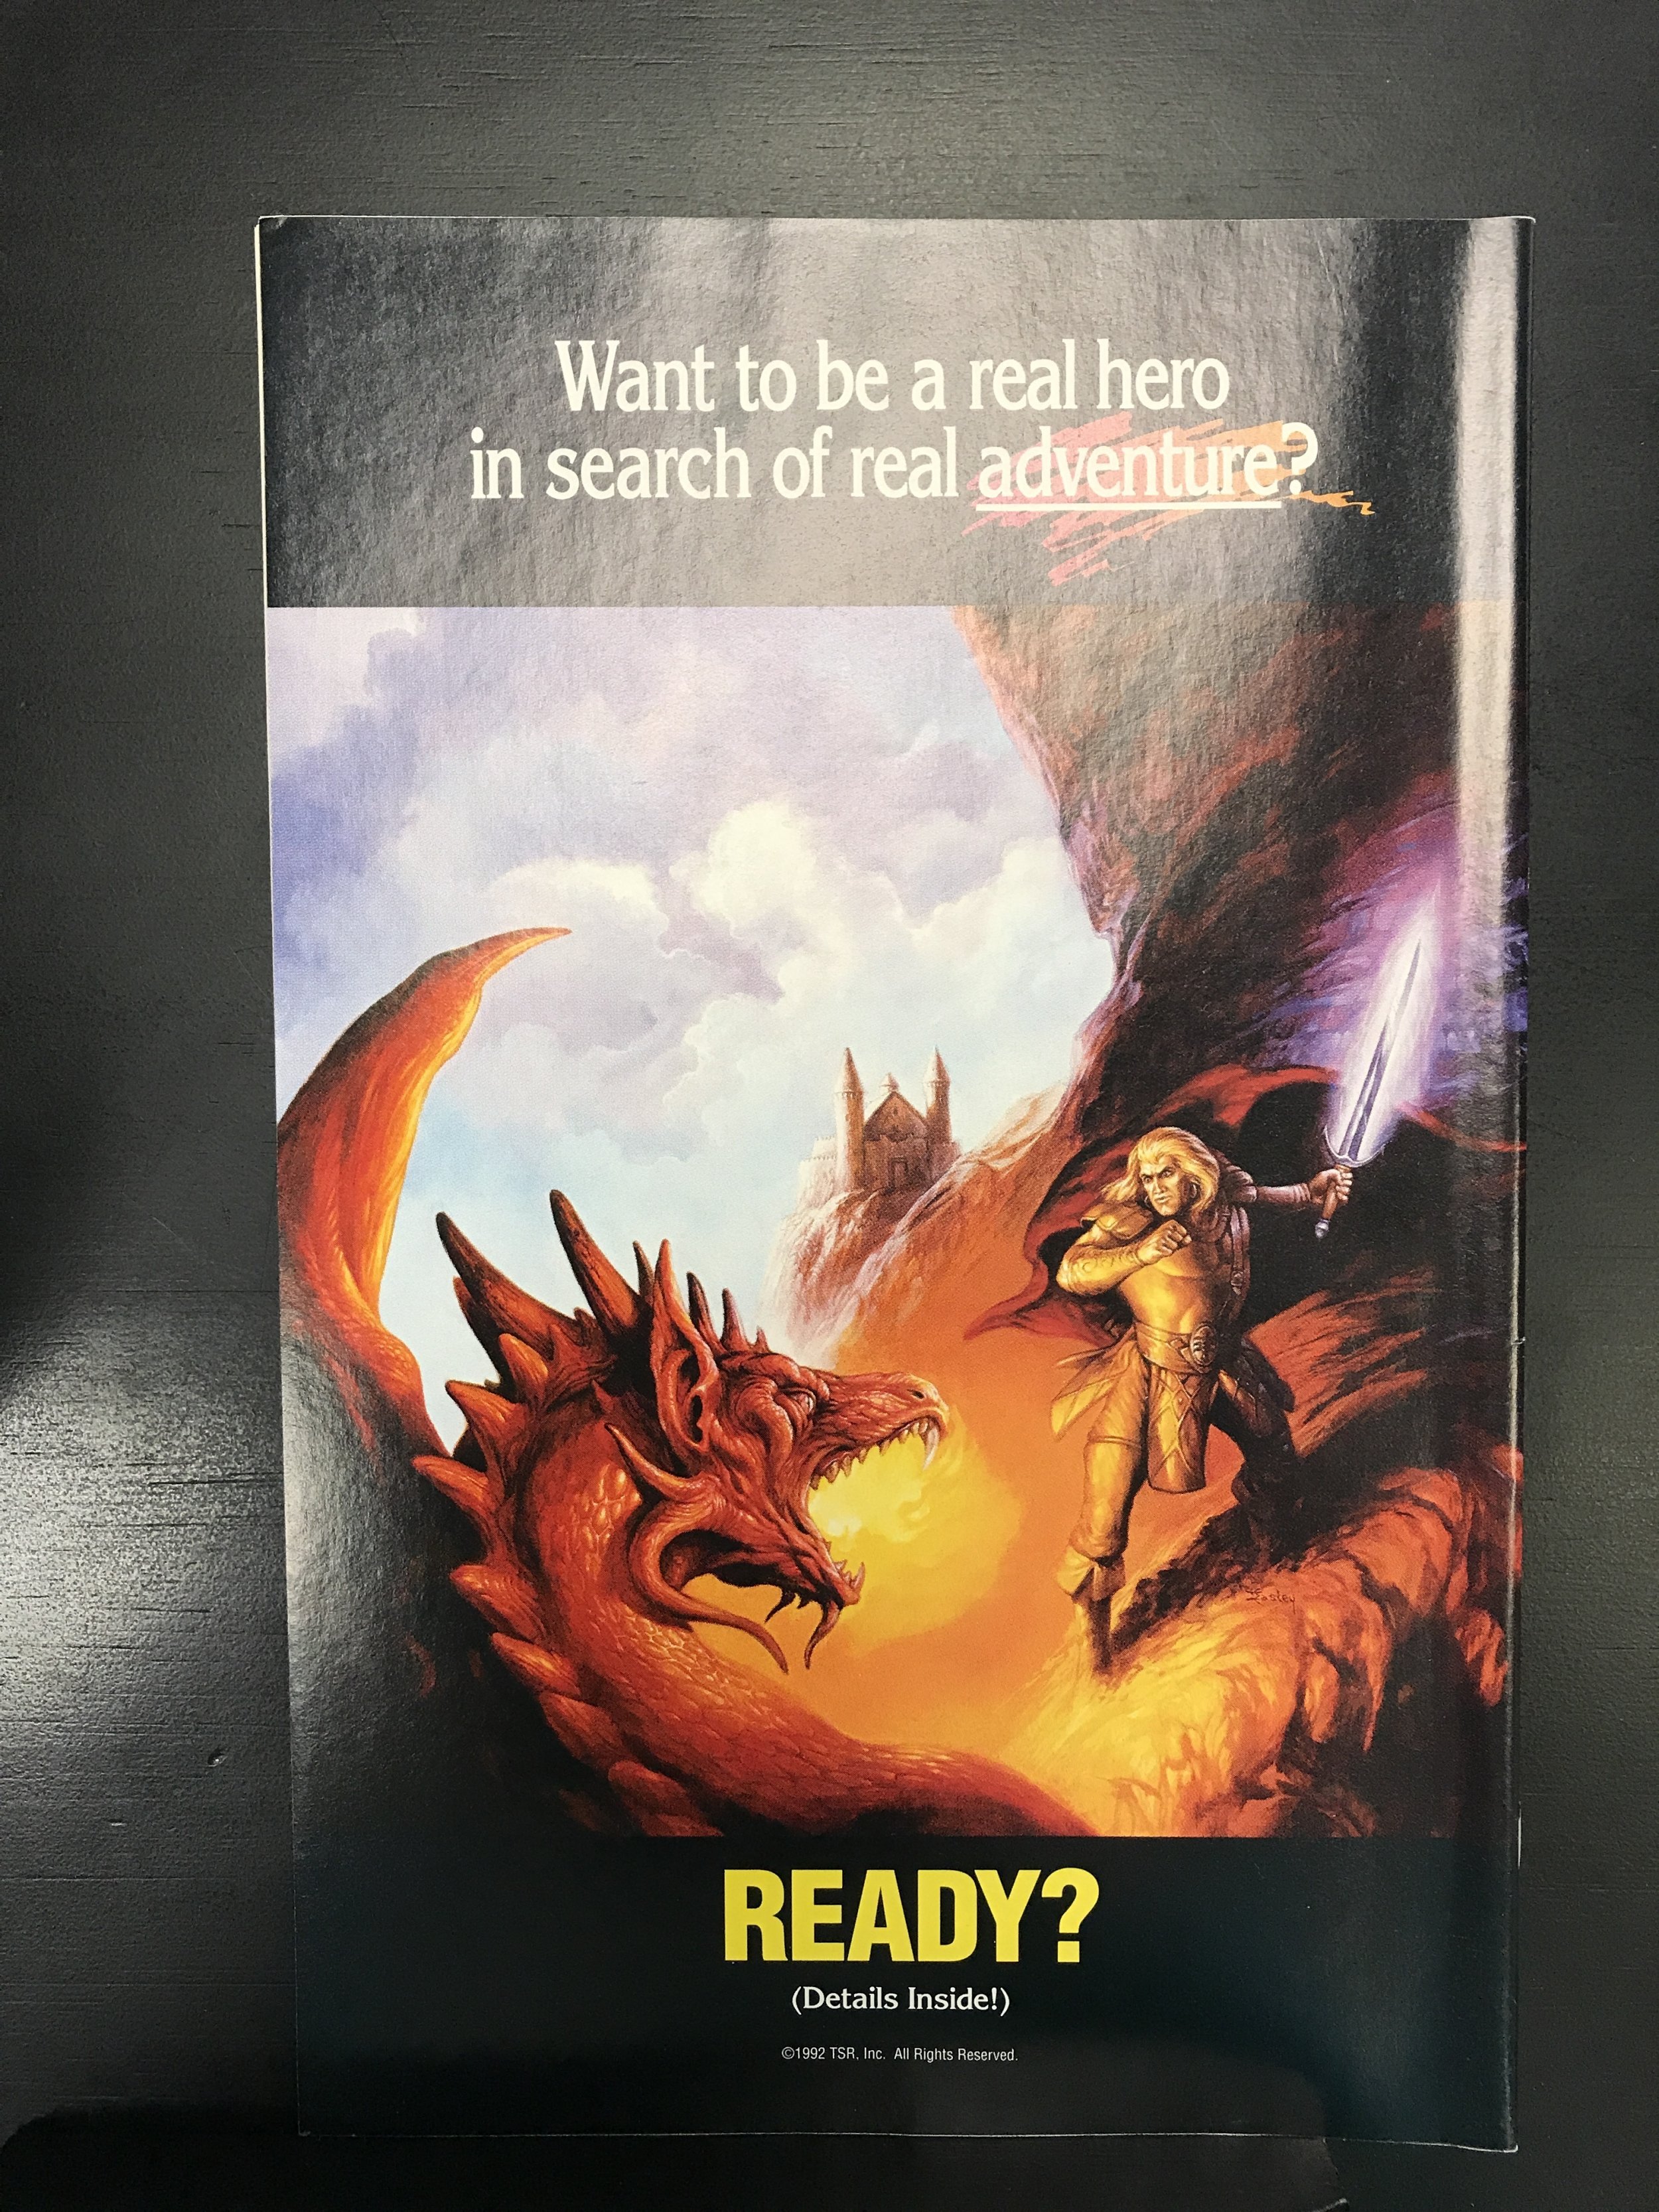 Want to be a real hero
in search of real adventure?
Easley
READY?
(Details Inside!)
©1992 TSR, Inc. All Rights Reserved.